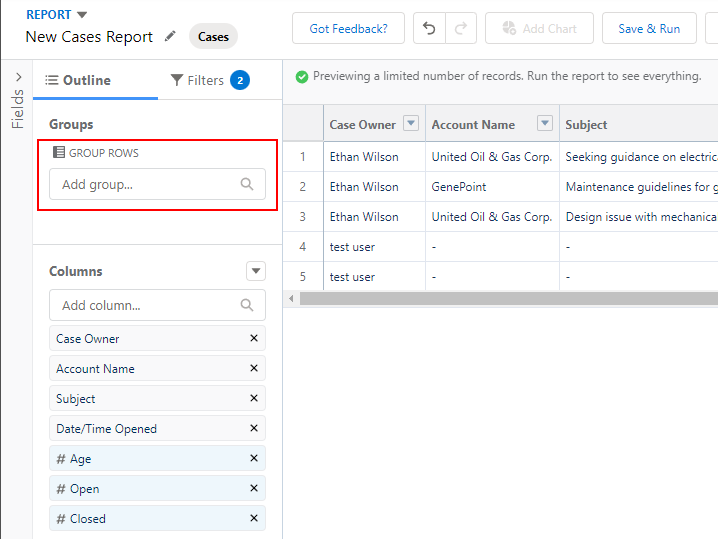 REPORT
New Cases Report
Cases
Got Feedback?
Add Chart
Save & Run
Fields
Outline
Filters 2
Previewing a limited number of records. Run the report to see everything.
Groups
GROUP ROWS
Add group...
Columns
Add column...
Case Owner
Account Name
Subject
Date/Time Opened
# Age
# Open
# Closed
Case Owner Account Name Subject
1 Ethan Wilson United Oil & Gas Corp. Seeking guidance on electrica
2 Ethan Wilson GenePoint Maintenance guidelines for g
3 Ethan Wilson United Oil & Gas Corp. Design issue with mechanica
4 test user - -
5 test user - -